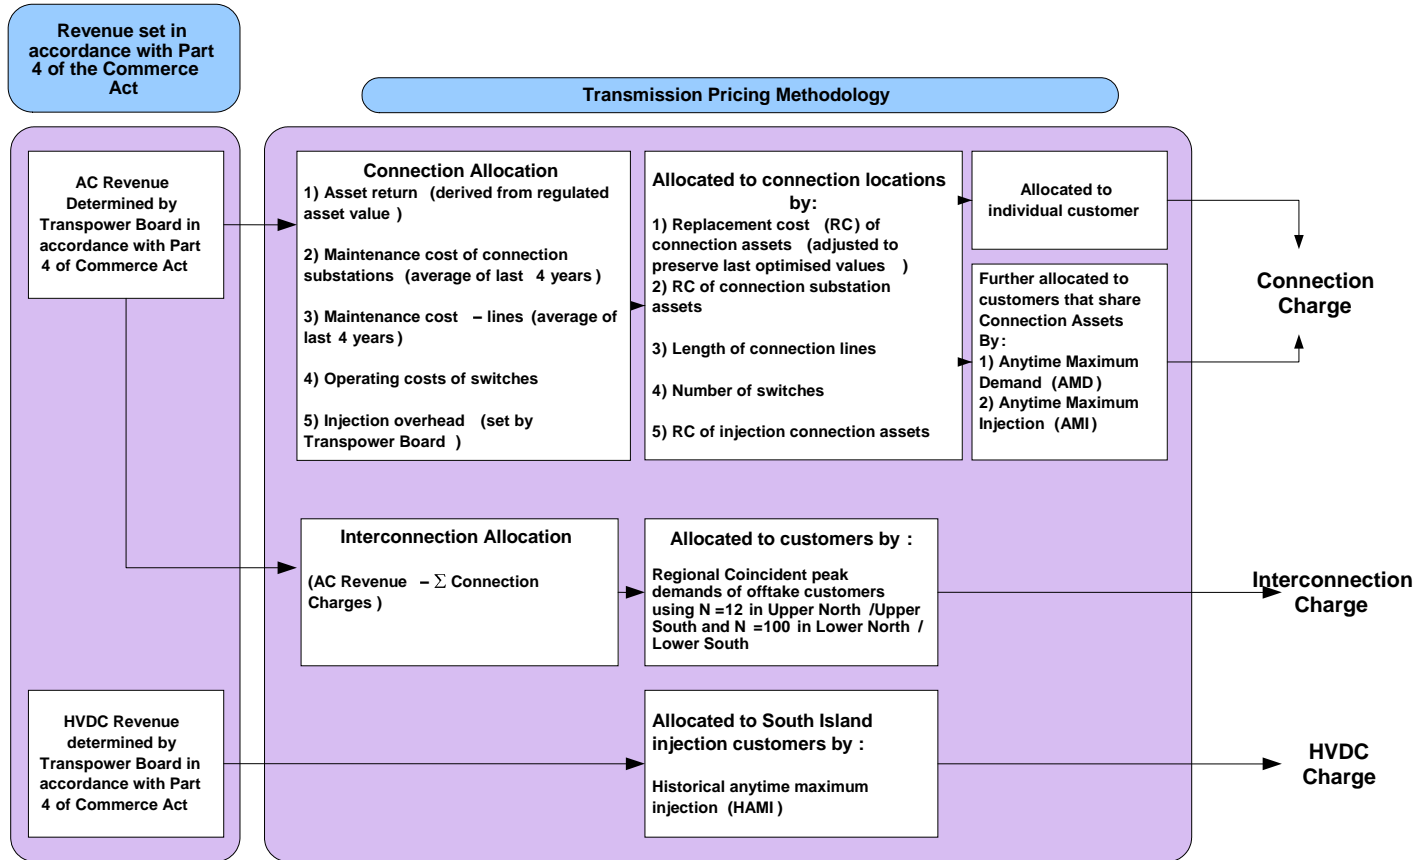 Revenue set in
accordance with Part
4 of the Commerce
Act
Transmission Pricing Methodology
AC Revenue
Determined by
Transpower Board in
accordance with Part
4 of Commerce Act
Connection Allocation
1) Asset return (derived from regulated
asset value )
2) Maintenance cost of connection
substations (average of last 4 years)
3) Maintenance cost – lines (average of
last 4 years)
4) Operating costs of switches
5) Injection overhead (set by
Transpower Board )
Allocated to connection locations
by:
1) Replacement cost (RC) of
connection assets (adjusted to
preserve last optimised values )
2) RC of connection substation
assets
3) Length of connection lines
4) Number of switches
5) RC of injection connection assets
Allocated to
individual customer
Further allocated to
customers that share
Connection Assets
By:
1) Anytime Maximum
Demand (AMD)
2) Anytime Maximum
Injection (AMI)
Connection
Charge
Interconnection Allocation
(AC Revenue – Σ Connection
Charges )
Allocated to customers by :
Regional Coincident peak
demands of offtake customers
using N =12 in Upper North /Upper
South and N =100 in Lower North /
Lower South
Interconnection
Charge
HVDC Revenue
determined by
Transpower Board in
accordance with Part
4 of Commerce Act
Allocated to South Island
injection customers by :
Historical anytime maximum
injection (HAMI)
HVDC
Charge